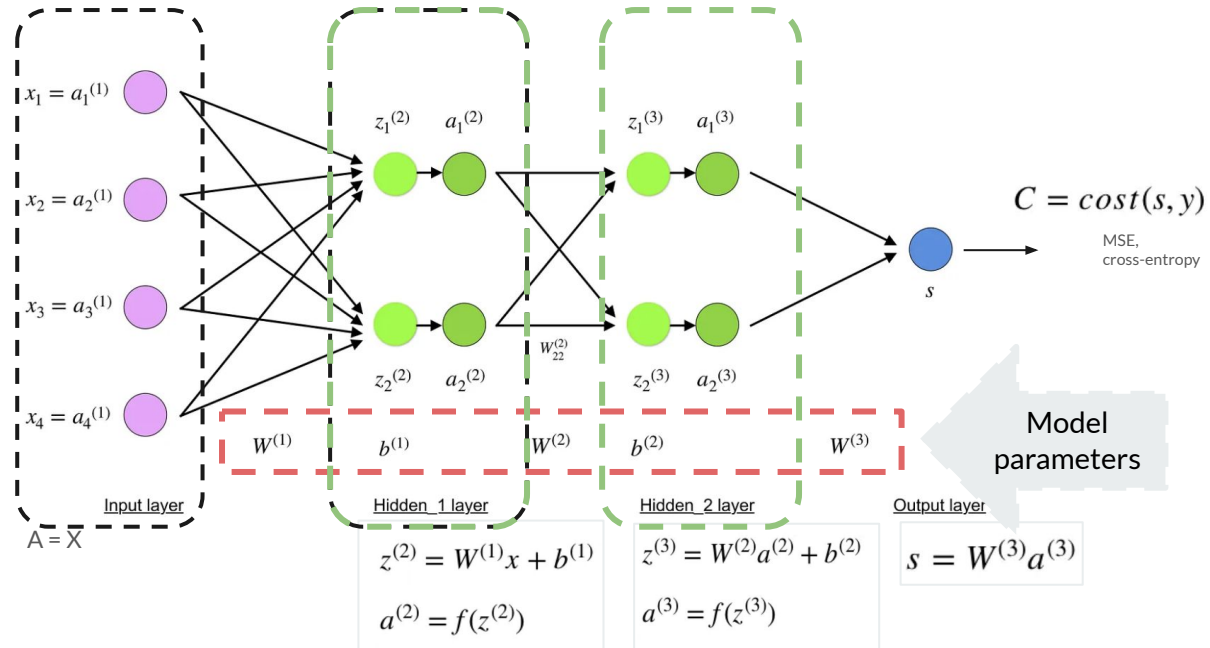 x₁ = a₁⁽¹⁾
x₂ = a₂⁽¹⁾
x₃ = a₃⁽¹⁾
x₄ = a₄⁽¹⁾
z₁⁽²⁾ a₁⁽²⁾
z₂⁽²⁾ a₂⁽²⁾
W₂₂⁽²⁾
z₁⁽³⁾ a₁⁽³⁾
z₂⁽³⁾ a₂⁽³⁾
s
C = cost(s, y)
MSE,
cross-entropy
W⁽¹⁾ b⁽¹⁾ W⁽²⁾ b⁽²⁾ W⁽³⁾
Model
parameters
Input layer
A = X
Hidden_1 layer
z⁽²⁾ = W⁽¹⁾x + b⁽¹⁾
a⁽²⁾ = f(z⁽²⁾)
Hidden_2 layer
z⁽³⁾ = W⁽²⁾a⁽²⁾ + b⁽²⁾
a⁽³⁾ = f(z⁽³⁾)
Output layer
s = W⁽³⁾a⁽³⁾